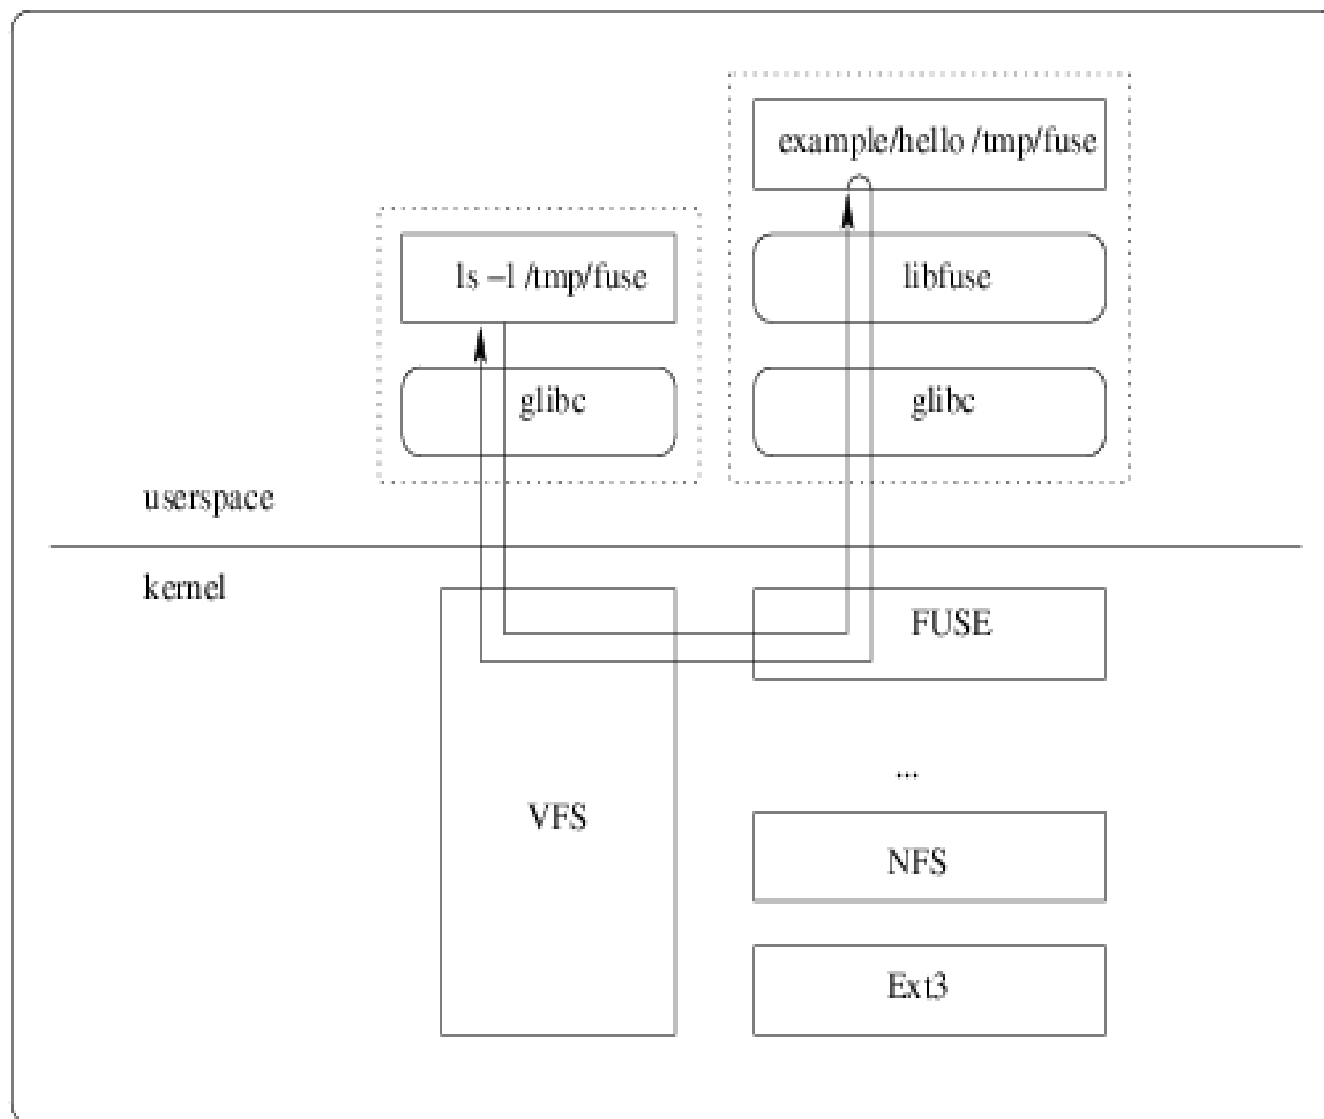 example/hello /tmp/fuse
ls –l /tmp/fuse
libfuse
glibc
glibc
userspace
kernel
FUSE
...
VFS
NFS
Ext3